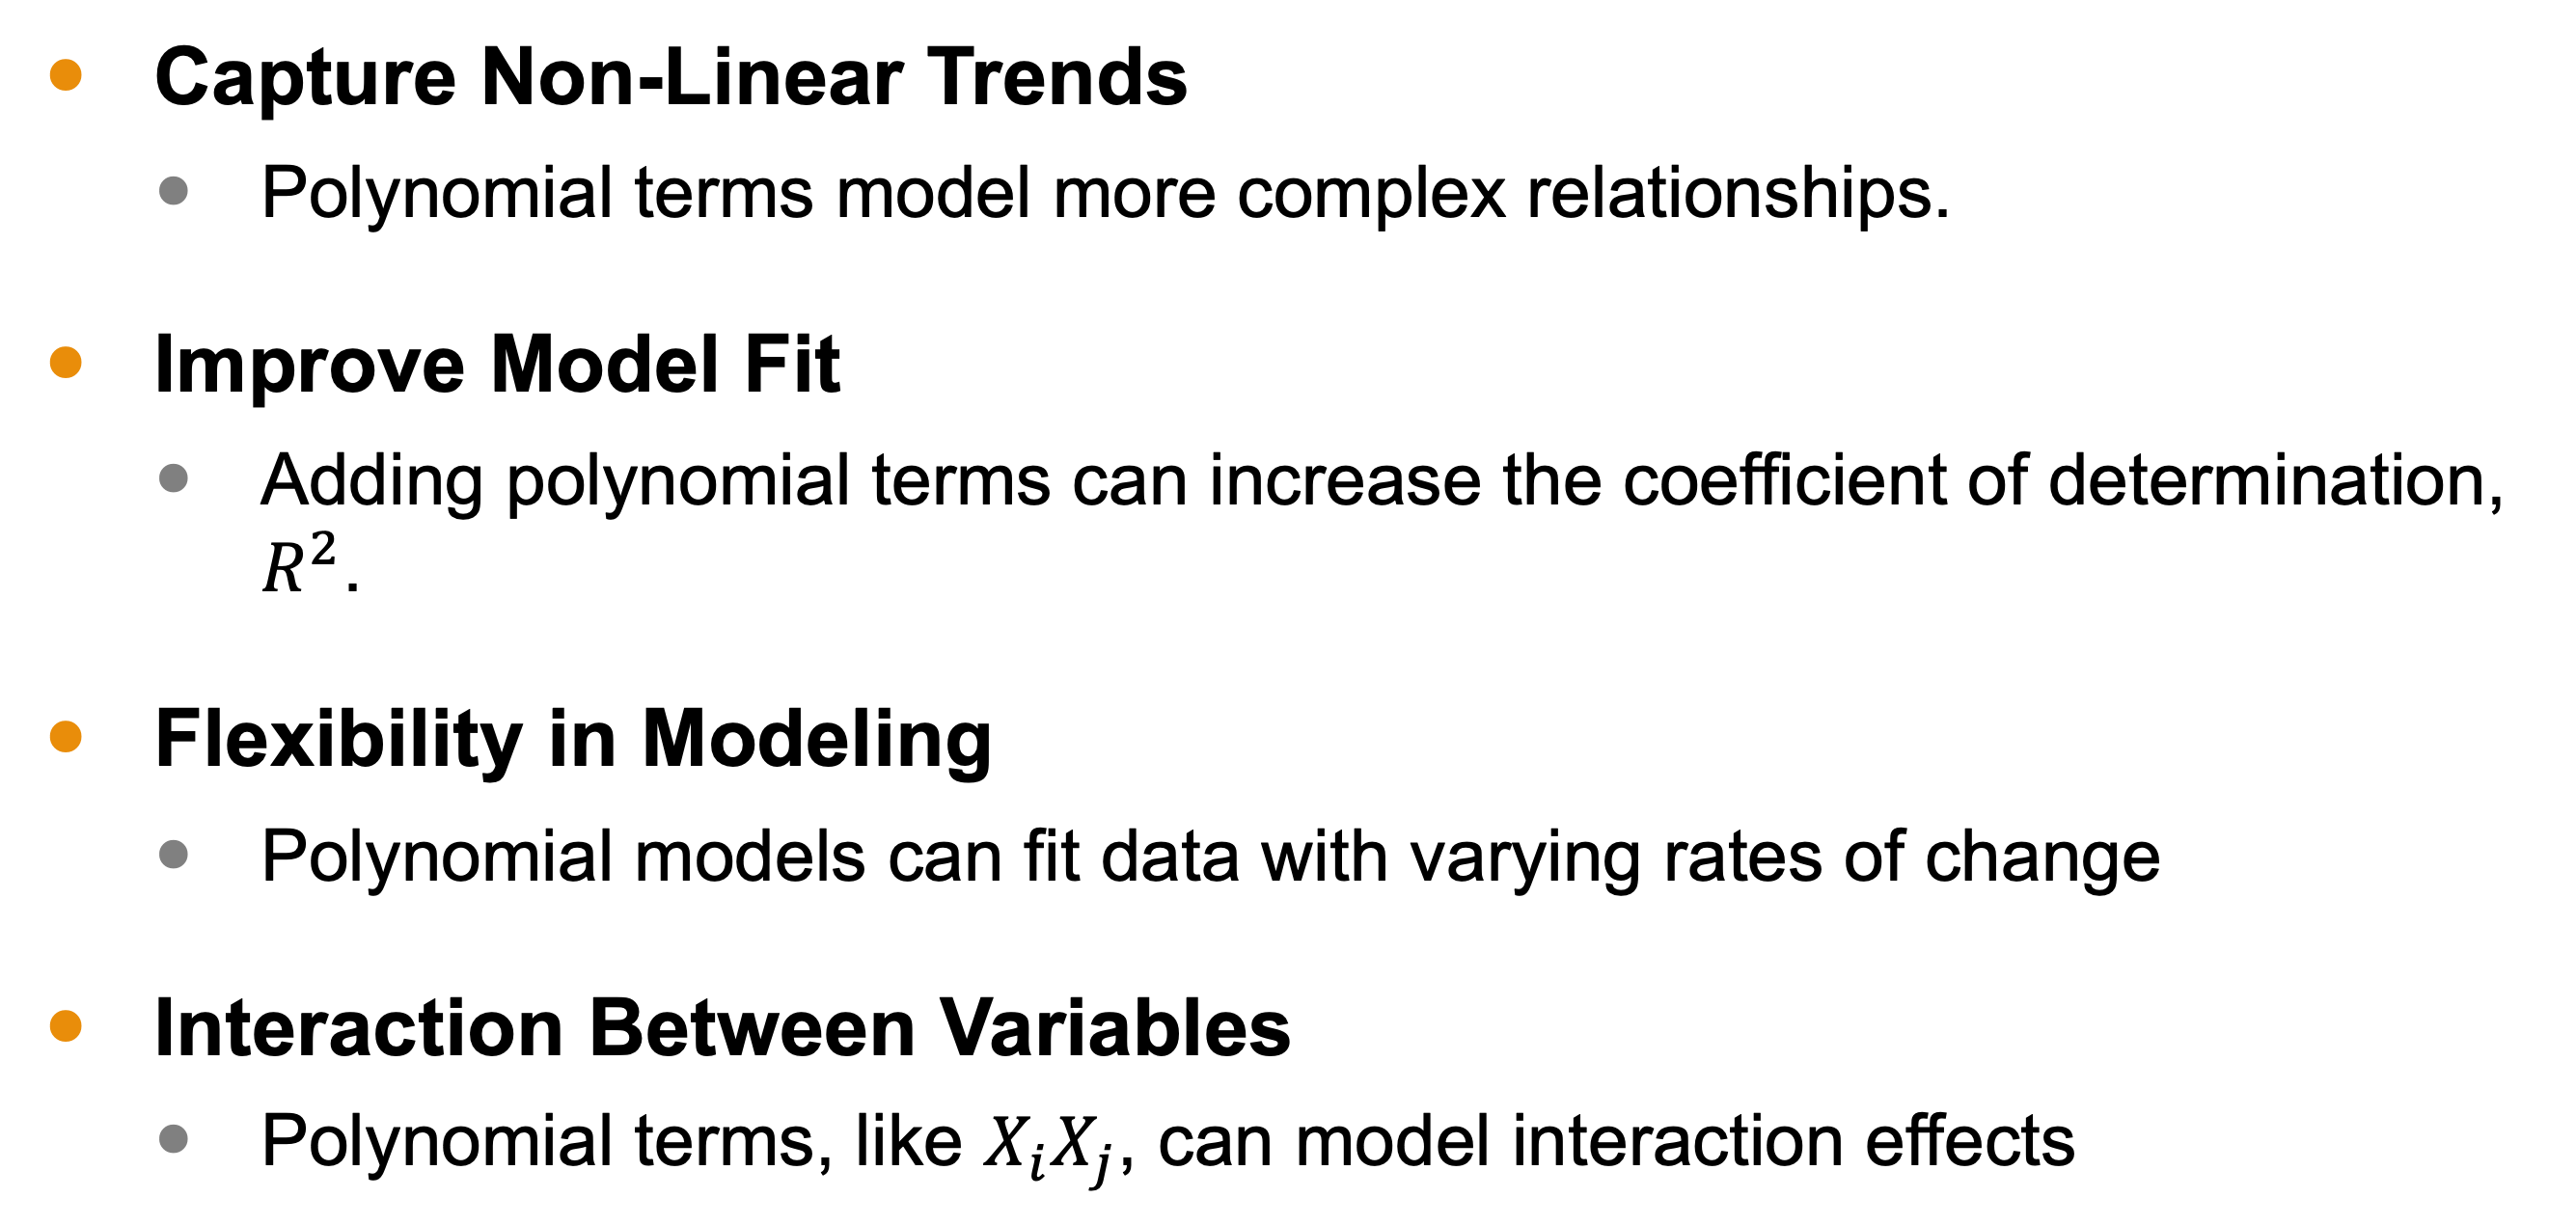 • Capture Non-Linear Trends
• Polynomial terms model more complex relationships.
• Improve Model Fit
• Adding polynomial terms can increase the coefficient of determination,
R².
• Flexibility in Modeling
• Polynomial models can fit data with varying rates of change
• Interaction Between Variables
• Polynomial terms, like XᵢXⱼ, can model interaction effects